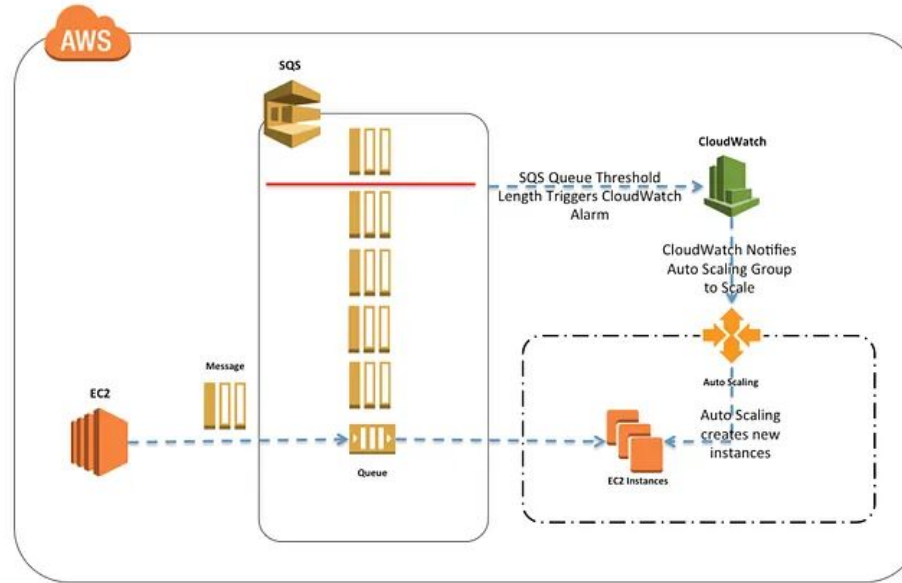 AWS
SQS
CloudWatch
SQS Queue Threshold
Length Triggers CloudWatch
Alarm
CloudWatch Notifies
Auto Scaling Group
to Scale
Message
EC2
Auto Scaling
Auto Scaling
creates new
instances
Queue
EC2 Instances